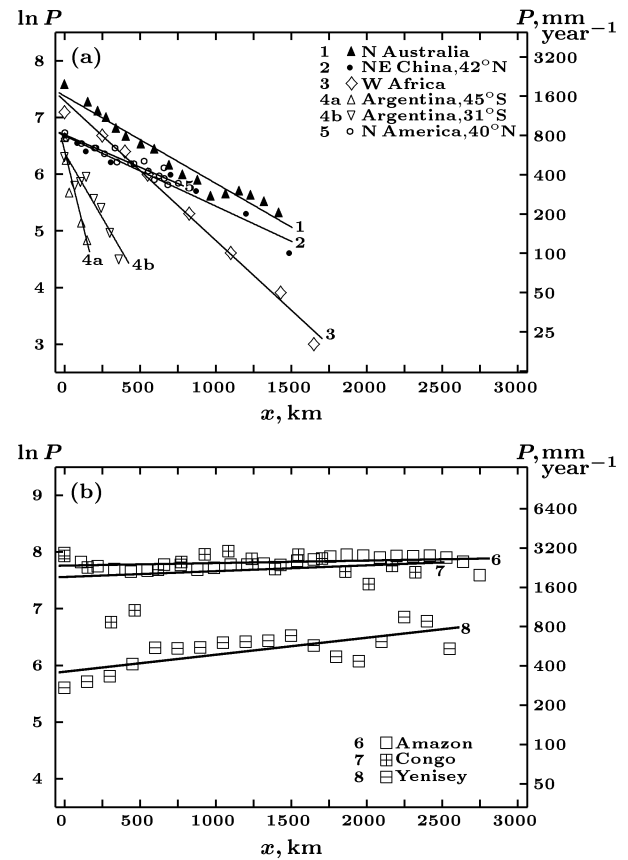 ln P
P, mm
year−1
(a)
1 ▲ N Australia
2 ● NE China, 42°N
3 ◇ W Africa
4a △ Argentina, 45°S
4b ▽ Argentina, 31°S
5 ○ N America, 40°N
8
7
6
5
4
3
3200
1600
800
400
200
100
50
25
5
1
2
4a
4b
3
0 500 1000 1500 2000 2500 3000
x, km
ln P
P, mm
year−1
(b)
9
8
7
6
5
4
6400
3200
1600
800
400
200
100
50
6
7
8
6 □ Amazon
7 ⊞ Congo
8 ⊟ Yenisey
0 500 1000 1500 2000 2500 3000
x, km